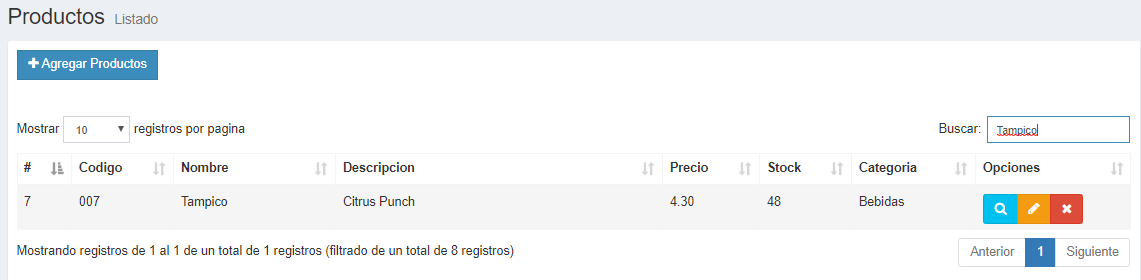 Productos Listado
Agregar Productos
Mostrar 10 registros por pagina Buscar: Tampico
# Codigo Nombre Descripcion Precio Stock Categoria Opciones
7 007 Tampico Citrus Punch 4.30 48 Bebidas
Mostrando registros de 1 al 1 de un total de 1 registros (filtrado de un total de 8 registros) Anterior 1 Siguiente